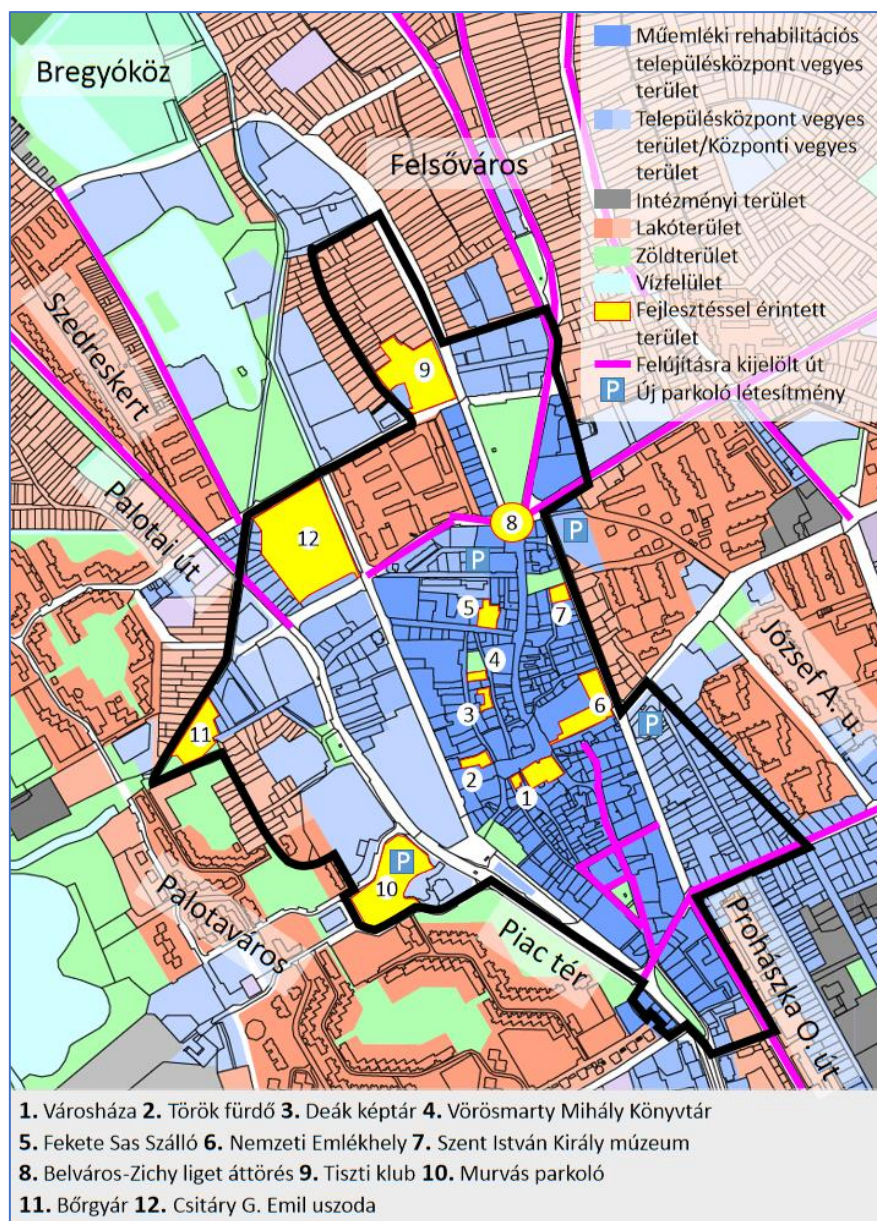 Bregyóköz
Felsőváros
Szedreskert
Palotai út
József A. u.
Palotaváros
Piac tér
Prohászka O. út
Műemléki rehabilitációs
településközpont vegyes
terület
Településközpont vegyes
terület/Központi vegyes
terület
Intézményi terület
Lakóterület
Zöldterület
Vízfelület
Fejlesztéssel érintett
terület
Felújításra kijelölt út
P Új parkoló létesítmény
9
8
12
P
P
5
7
4
3
6
P
11
2
1
P
10
1. Városháza 2. Török fürdő 3. Deák képtár 4. Vörösmarty Mihály Könyvtár
5. Fekete Sas Szálló 6. Nemzeti Emlékhely 7. Szent István Király múzeum
8. Belváros-Zichy liget áttörés 9. Tiszti klub 10. Murvás parkoló
11. Bőrgyár 12. Csitáry G. Emil uszoda